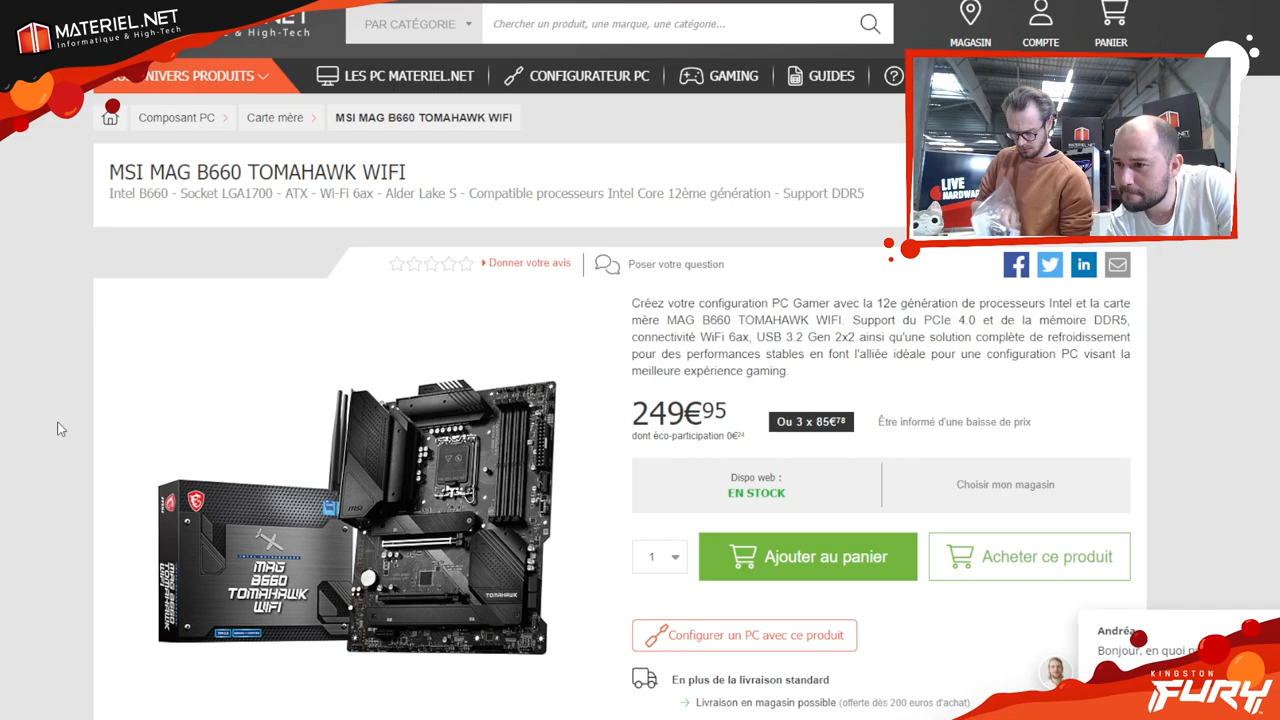 MATERIEL.NET
Informatique & High-Tech
& High-Tech
PAR CATÉGORIE
Chercher un produit, une marque, une catégorie...
MAGASIN
COMPTE
PANIER
UNIVERS PRODUITS
LES PC MATERIEL.NET
CONFIGURATEUR PC
GAMING
GUIDES
?
Composant PC
Carte mère
MSI MAG B660 TOMAHAWK WIFI
MSI MAG B660 TOMAHAWK WIFI
Intel B660 - Socket LGA1700 - ATX - Wi-Fi 6ax - Alder Lake S - Compatible processeurs Intel Core 12ème génération - Support DDR5
LIVE
HARDWARE
Donner votre avis
Poser votre question
Créez votre configuration PC Gamer avec la 12e génération de processeurs Intel et la carte
mère MAG B660 TOMAHAWK WIFI. Support du PCIe 4.0 et de la mémoire DDR5,
connectivité WiFi 6ax, USB 3.2 Gen 2x2 ainsi qu'une solution complète de refroidissement
pour des performances stables en font l'alliée idéale pour une configuration PC visant la
meilleure expérience gaming.
249€95
Ou 3 x 85€78
Être informé d'une baisse de prix
dont éco-participation 0€24
Dispo web :
EN STOCK
Choisir mon magasin
1
Ajouter au panier
Acheter ce produit
MAG
B660
TOMAHAWK
WIFI
TOMAHAWK
msi
Configurer un PC avec ce produit
En plus de la livraison standard
Livraison en magasin possible (offerte dès 200 euros d'achat)
Andréa
Bonjour, en quoi
KINGSTON
FURY